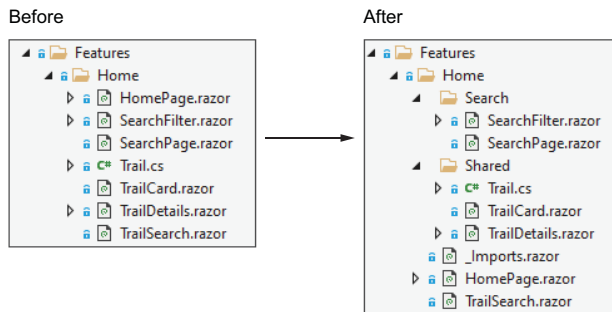 Before
Features
Home
HomePage.razor
SearchFilter.razor
SearchPage.razor
C# Trail.cs
TrailCard.razor
TrailDetails.razor
TrailSearch.razor
After
Features
Home
Search
SearchFilter.razor
SearchPage.razor
Shared
C# Trail.cs
TrailCard.razor
TrailDetails.razor
_Imports.razor
HomePage.razor
TrailSearch.razor